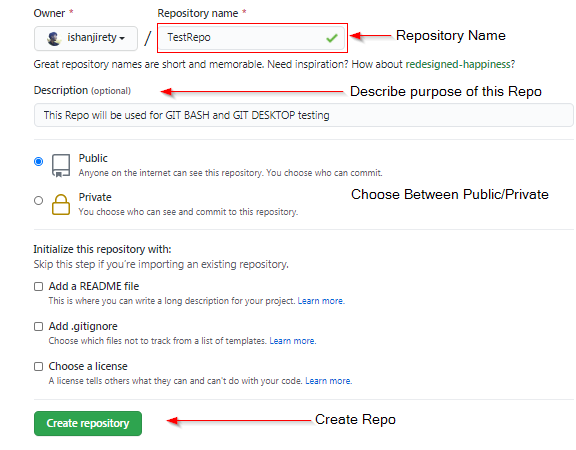 Owner * Repository name *
ishanjirety / TestRepo Repository Name
Great repository names are short and memorable. Need inspiration? How about redesigned-happiness?
Description (optional) Describe purpose of this Repo
This Repo will be used for GIT BASH and GIT DESKTOP testing
Public
Anyone on the internet can see this repository. You choose who can commit.
Private Choose Between Public/Private
You choose who can see and commit to this repository.
Initialize this repository with:
Skip this step if you're importing an existing repository.
Add a README file
This is where you can write a long description for your project. Learn more.
Add .gitignore
Choose which files not to track from a list of templates. Learn more.
Choose a license
A license tells others what they can and can't do with your code. Learn more.
Create repository Create Repo